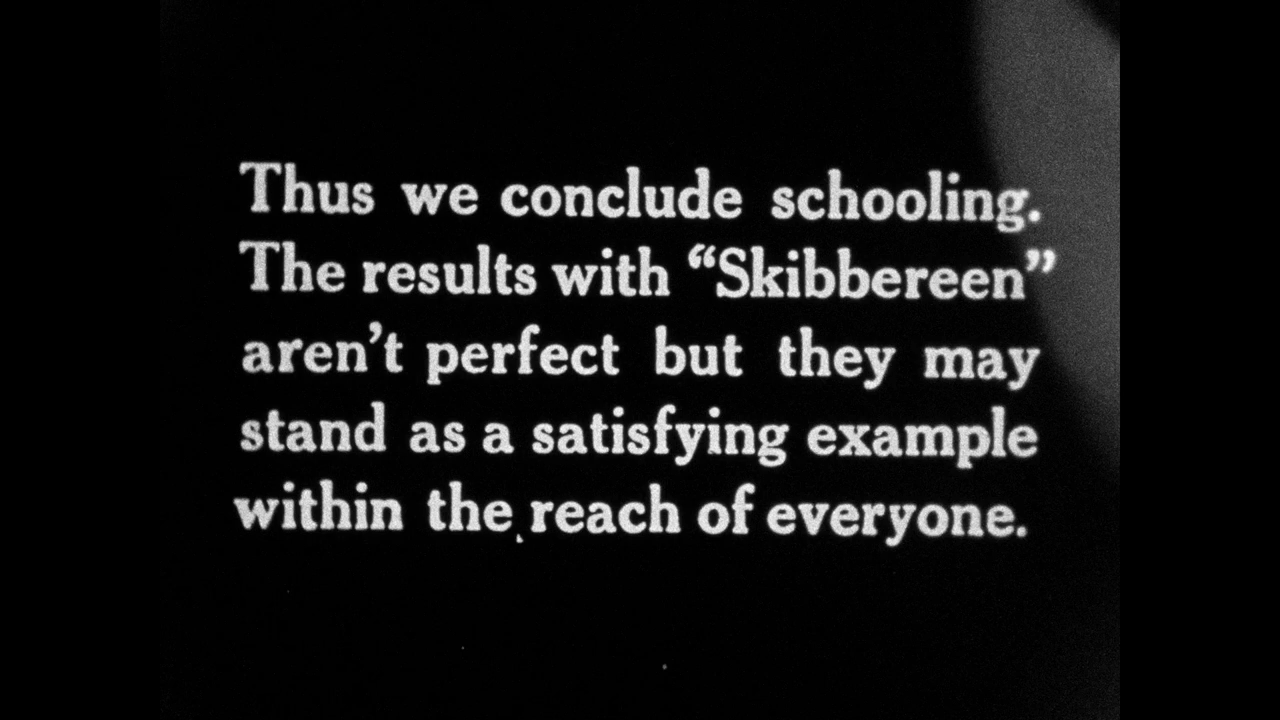 Thus we conclude schooling.
The results with “Skibbereen”
aren’t perfect but they may
stand as a satisfying example
within the reach of everyone.